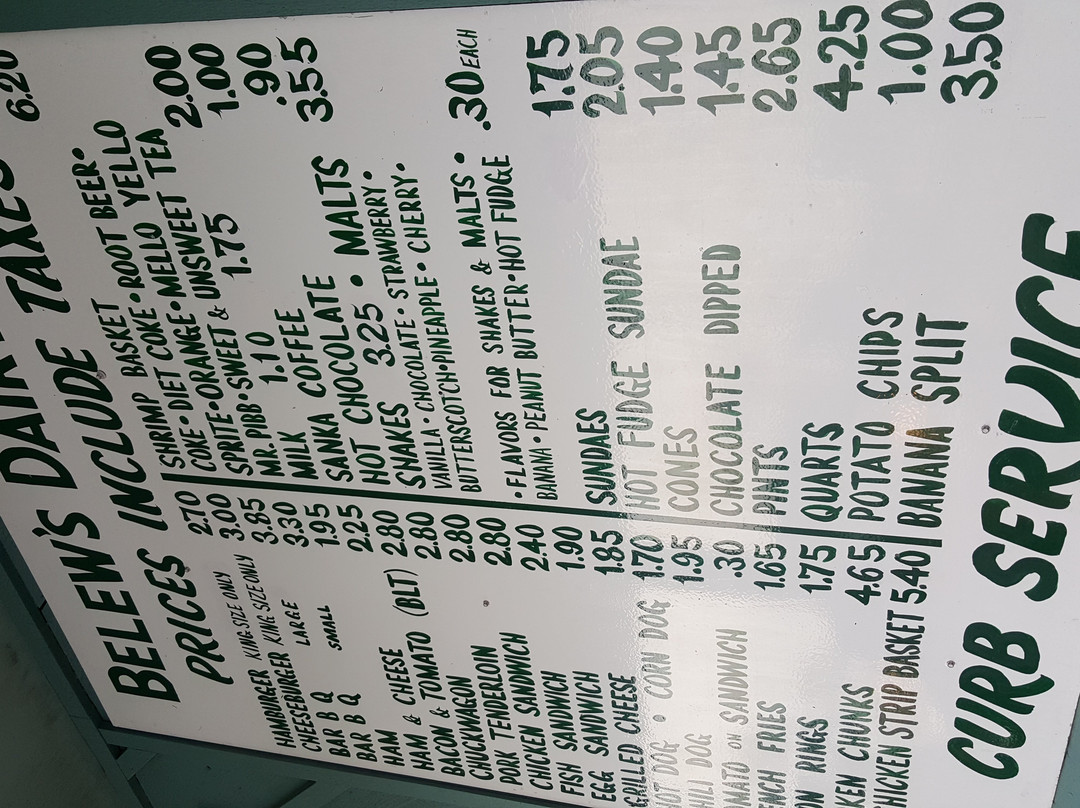 BELEW'S DAIRY
PRICES INCLUDE TAXES
HAMBURGER KING SIZE ONLY 2.70
CHEESEBURGER KING SIZE ONLY 3.00
BAR B Q LARGE 3.85
BAR B Q SMALL 3.30
HAM 1.95
HAM & CHEESE 2.25
BACON & TOMATO (BLT) 2.80
CHUCKWAGON 2.80
PORK TENDERLOIN 2.80
CHICKEN SANDWICH 2.80
FISH SANDWICH 2.40
EGG SANDWICH 1.90
GRILLED CHEESE 1.85
HOT DOG • CORN DOG 1.70
CHILI DOG 1.95
TOMATO ON SANDWICH .30
FRENCH FRIES 1.65
ON RINGS 1.75
CHICKEN CHUNKS 4.65
CHICKEN STRIP BASKET 5.40
SHRIMP BASKET 6.20
COKE • DIET COKE • ROOT BEER •
SPRITE • ORANGE • MELLO YELLO
MR. PIBB • SWEET & UNSWEET TEA
1.10 1.75 2.00
MILK 1.00
SANKA COFFEE .90
HOT CHOCOLATE
SHAKES 3.25 • MALTS 3.55
VANILLA • CHOCOLATE • STRAWBERRY •
BUTTERSCOTCH • PINEAPPLE • CHERRY •
• FLAVORS FOR SHAKES & MALTS •
BANANA • PEANUT BUTTER • HOT FUDGE .30 EACH
SUNDAES 1.75
HOT FUDGE SUNDAE 2.05
CONES 1.40
CHOCOLATE DIPPED 1.45
PINTS 2.65
QUARTS 4.25
POTATO CHIPS 1.00
BANANA SPLIT 3.50
CURB SERVICE